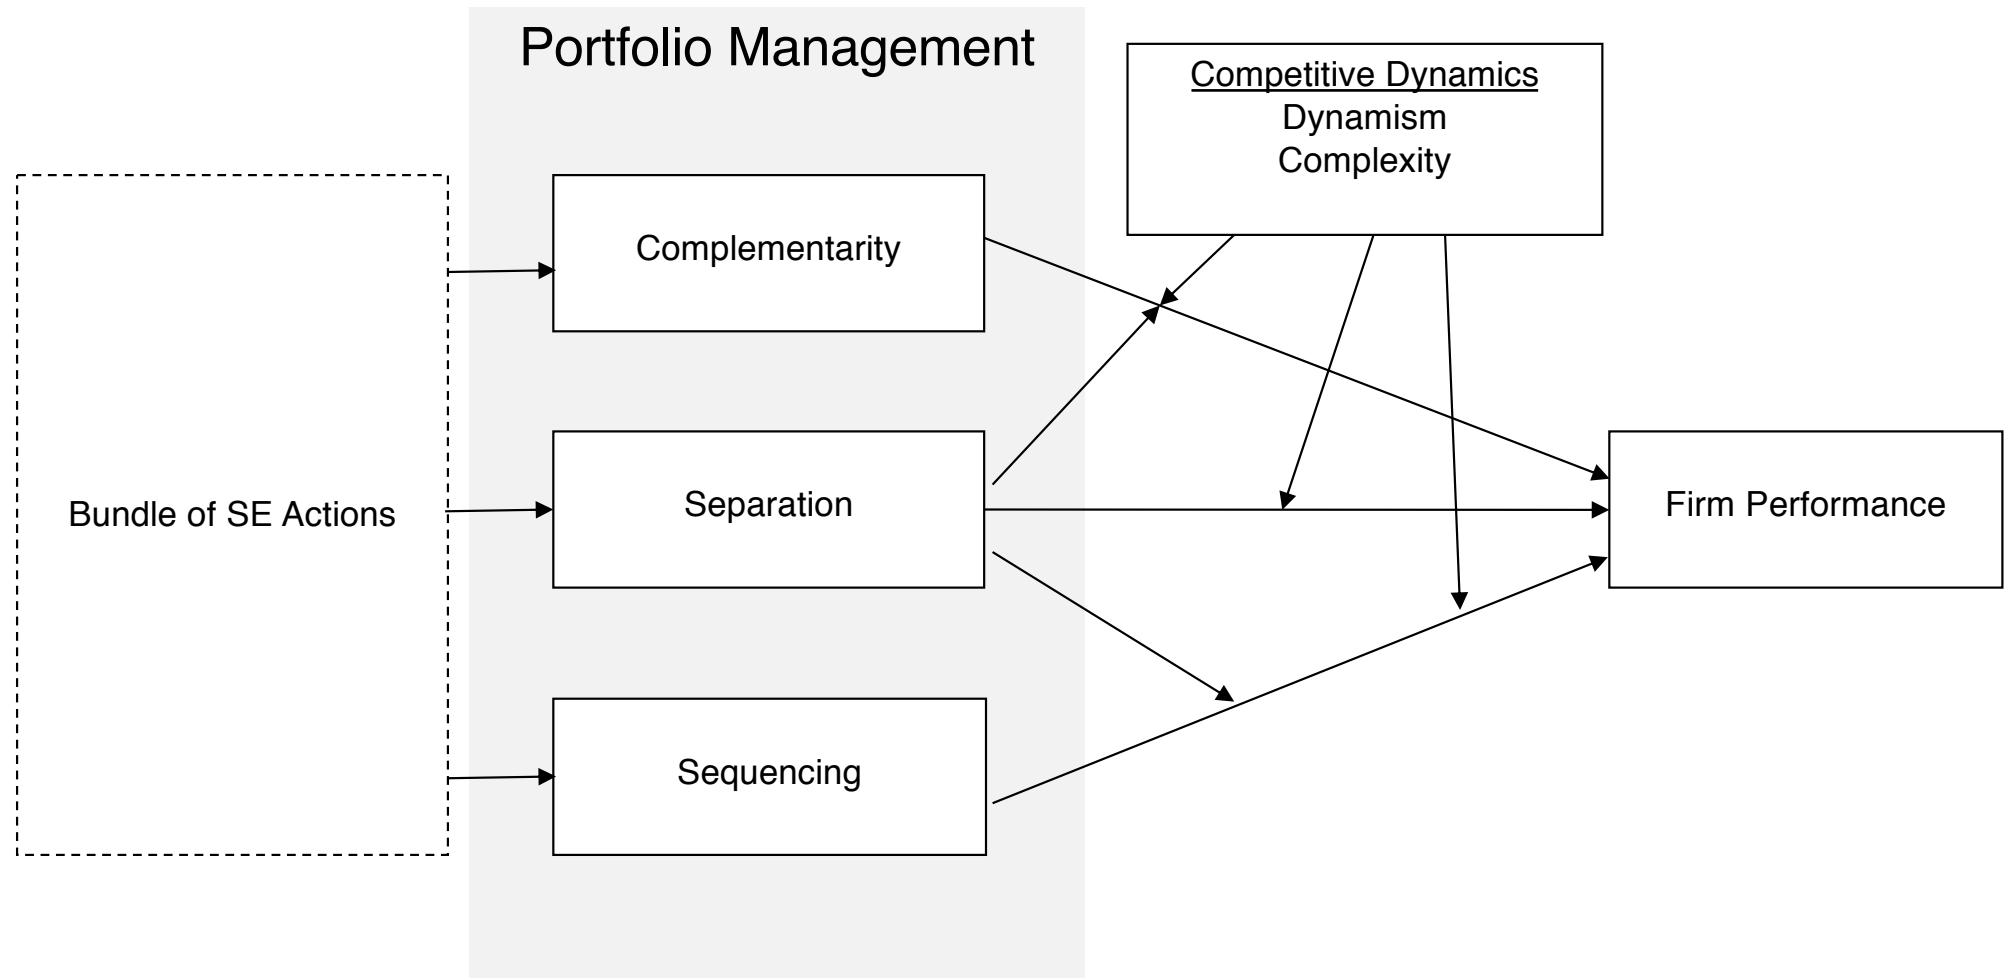 Portfolio Management
Competitive Dynamics
Dynamism
Complexity
Complementarity
Bundle of SE Actions
Separation
Firm Performance
Sequencing